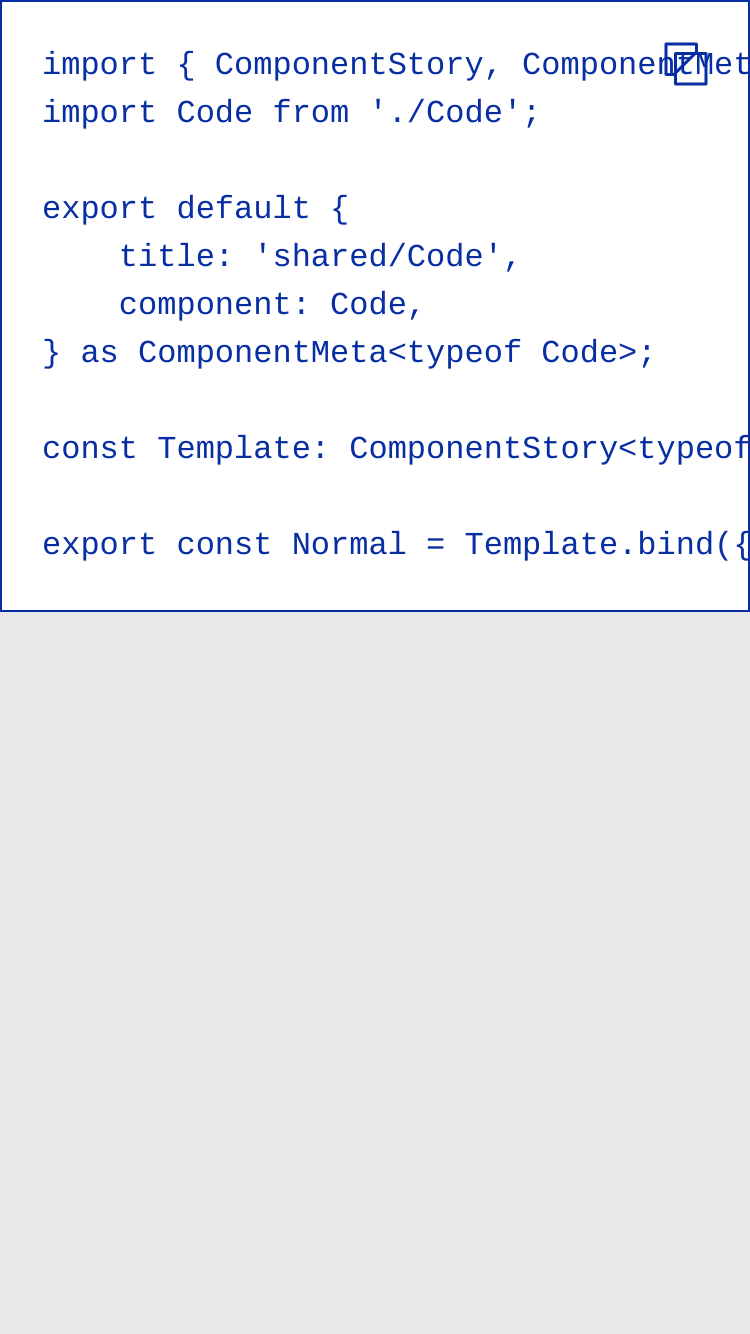 import { ComponentStory, ComponentMet
import Code from './Code';
export default {
    title: 'shared/Code',
    component: Code,
} as ComponentMeta<typeof Code>;
const Template: ComponentStory<typeof
export const Normal = Template.bind({